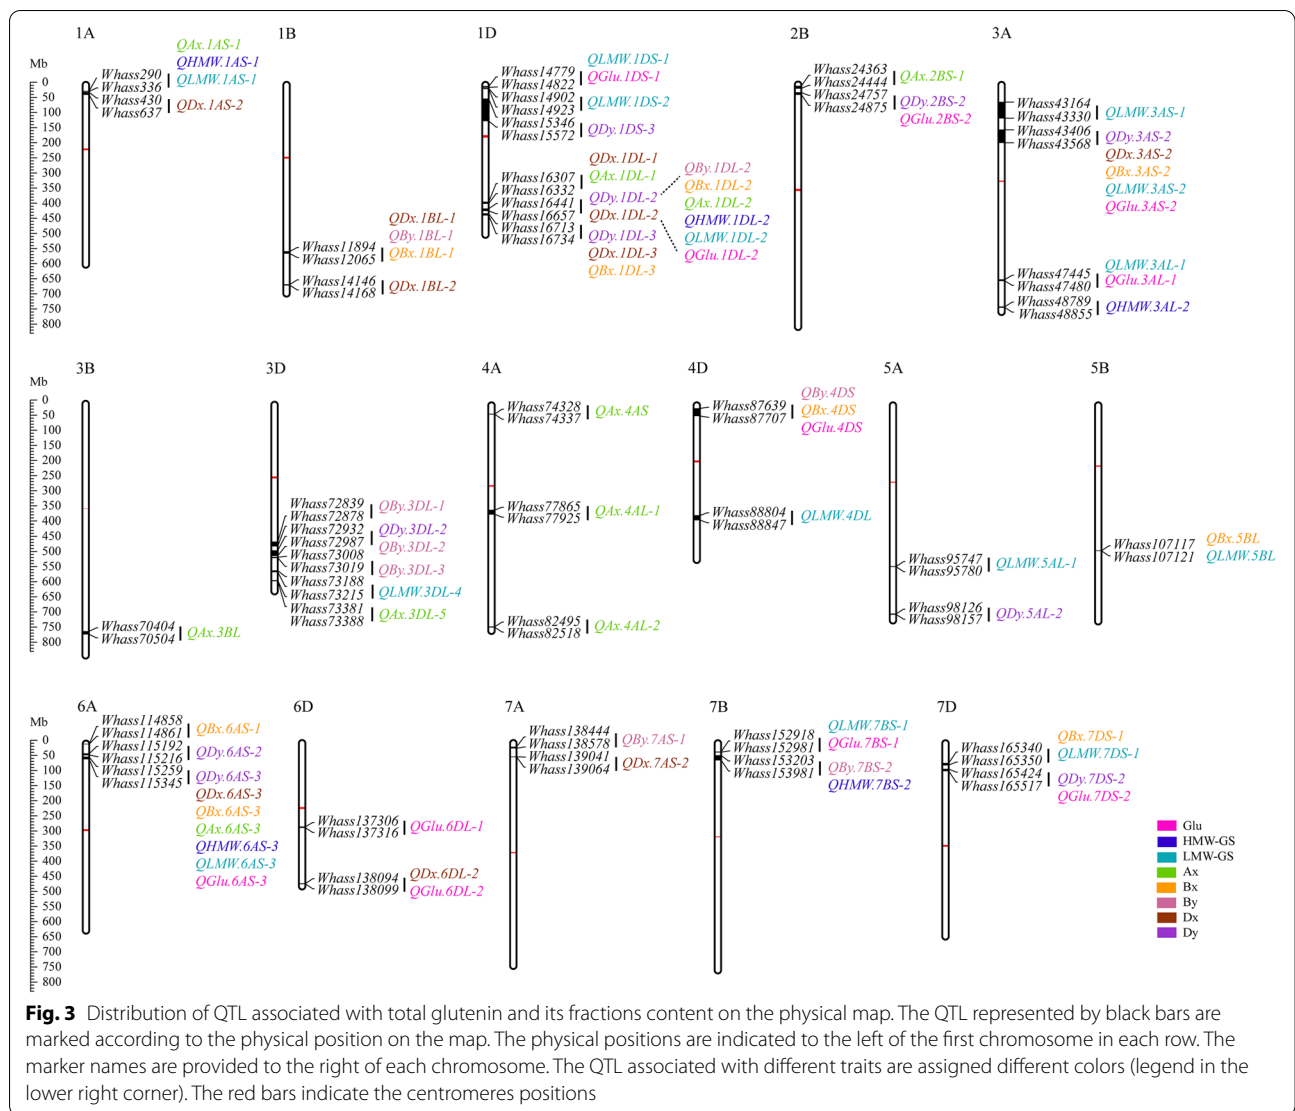 1A
1B
1D
2B
3A
Mb
0
50
100
150
200
250
300
350
400
450
500
550
600
650
700
750
800
QAx.1AS-1
QHMW.1AS-1
QLMW.1AS-1
QDx.1AS-2
Whass290
Whass336
Whass430
Whass637
Whass11894
Whass12065
Whass14146
Whass14168
QDx.1BL-1
QBy.1BL-1
QBx.1BL-1
QDx.1BL-2
Whass14779
Whass14822
Whass14902
Whass14923
Whass15346
Whass15572
Whass16307
Whass16332
Whass16441
Whass16657
Whass16713
Whass16734
QLMW.1DS-1
QGlu.1DS-1
QLMW.1DS-2
QDy.1DS-3
QDx.1DL-1
QAx.1DL-1
QDy.1DL-2
QDx.1DL-2
QDy.1DL-3
QDx.1DL-3
QBx.1DL-3
QBy.1DL-2
QBx.1DL-2
QAx.1DL-2
QHMW.1DL-2
QLMW.1DL-2
QGlu.1DL-2
Whass24363
Whass24444
Whass24757
Whass24875
QAx.2BS-1
QDy.2BS-2
QGlu.2BS-2
Whass43164
Whass43330
Whass43406
Whass43568
Whass47445
Whass47480
Whass48789
Whass48855
QLMW.3AS-1
QDy.3AS-2
QDx.3AS-2
QBx.3AS-2
QLMW.3AS-2
QGlu.3AS-2
QLMW.3AL-1
QGlu.3AL-1
QHMW.3AL-2
3B
3D
4A
4D
5A
5B
Mb
0
50
100
150
200
250
300
350
400
450
500
550
600
650
700
750
800
Whass70404
Whass70504
QAx.3BL
Whass72839
Whass72878
Whass72932
Whass72987
Whass73008
Whass73019
Whass73188
Whass73215
Whass73381
Whass73388
QBy.3DL-1
QDy.3DL-2
QBy.3DL-2
QBy.3DL-3
QLMW.3DL-4
QAx.3DL-5
Whass74328
Whass74337
Whass77865
Whass77925
Whass82495
Whass82518
QAx.4AS
QAx.4AL-1
QAx.4AL-2
Whass87639
Whass87707
Whass88804
Whass88847
QBy.4DS
QBx.4DS
QGlu.4DS
QLMW.4DL
Whass95747
Whass95780
Whass98126
Whass98157
QLMW.5AL-1
QDy.5AL-2
Whass107117
Whass107121
QBx.5BL
QLMW.5BL
6A
6D
7A
7B
7D
Mb
0
50
100
150
200
250
300
350
400
450
500
550
600
650
700
750
800
Whass114858
Whass114861
Whass115192
Whass115216
Whass115259
Whass115345
QBx.6AS-1
QDy.6AS-2
QDy.6AS-3
QDx.6AS-3
QBx.6AS-3
QAx.6AS-3
QHMW.6AS-3
QLMW.6AS-3
QGlu.6AS-3
Whass137306
Whass137316
Whass138094
Whass138099
QGlu.6DL-1
QDx.6DL-2
QGlu.6DL-2
Whass138444
Whass138578
Whass139041
Whass139064
QBy.7AS-1
QDx.7AS-2
Whass152918
Whass152981
Whass153203
Whass153981
QLMW.7BS-1
QGlu.7BS-1
QBy.7BS-2
QHMW.7BS-2
Whass165340
Whass165350
Whass165424
Whass165517
QBx.7DS-1
QLMW.7DS-1
QDy.7DS-2
QGlu.7DS-2
Glu
HMW-GS
LMW-GS
Ax
Bx
By
Dx
Dy
Fig. 3 Distribution of QTL associated with total glutenin and its fractions content on the physical map. The QTL represented by black bars are
marked according to the physical position on the map. The physical positions are indicated to the left of the first chromosome in each row. The
marker names are provided to the right of each chromosome. The QTL associated with different traits are assigned different colors (legend in the
lower right corner). The red bars indicate the centromeres positions